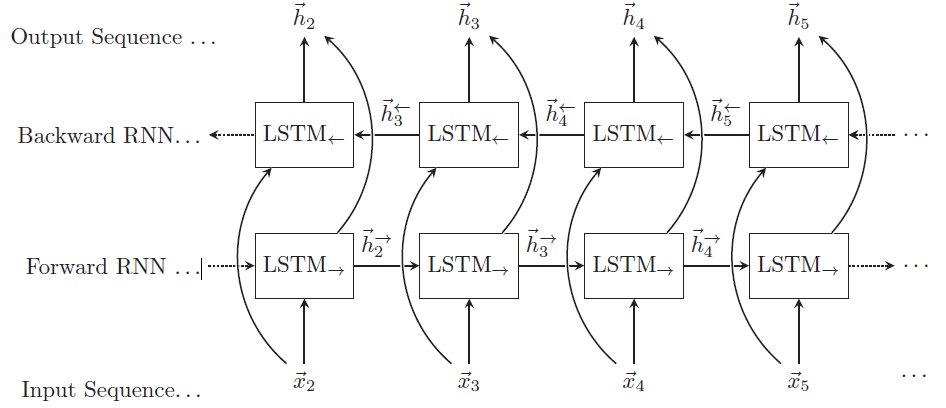 h⃗₂ h⃗₃ h⃗₄ h⃗₅
Output Sequence ...
h⃗₃← h⃗₄← h⃗₅←
Backward RNN... LSTM← LSTM← LSTM← LSTM← ...
h⃗₂→ h⃗₃→ h⃗₄→
Forward RNN ...| LSTM→ LSTM→ LSTM→ LSTM→ ...
x⃗₂ x⃗₃ x⃗₄ x⃗₅ ...
Input Sequence...